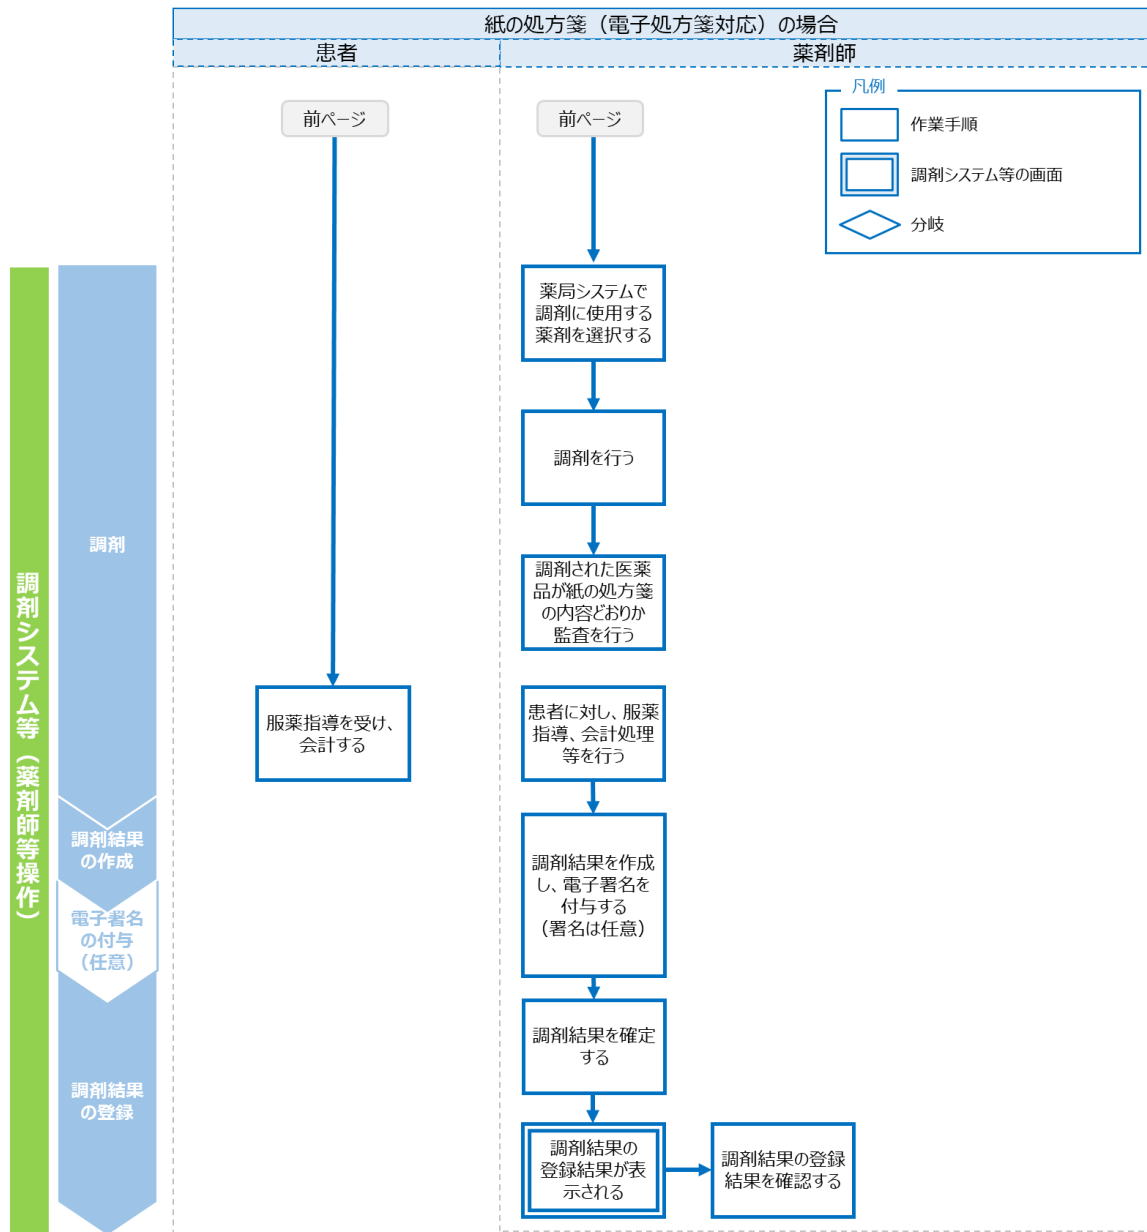 紙の処方箋（電子処方箋対応）の場合
患者
薬剤師
凡例
作業手順
調剤システム等の画面
分岐
前ページ
前ページ
調剤システム等（薬剤師等操作）
調剤
薬局システムで
調剤に使用する
薬剤を選択する
調剤を行う
調剤された医薬
品が紙の処方箋
の内容どおりか
監査を行う
服薬指導を受け、
会計する
患者に対し、服薬
指導、会計処理
等を行う
調剤結果
の作成
調剤結果を作成
し、電子署名を
付与する
（署名は任意）
電子署名
の付与
（任意）
調剤結果を確定
する
調剤結果
の登録
調剤結果の
登録結果が表
示される
調剤結果の登録
結果を確認する